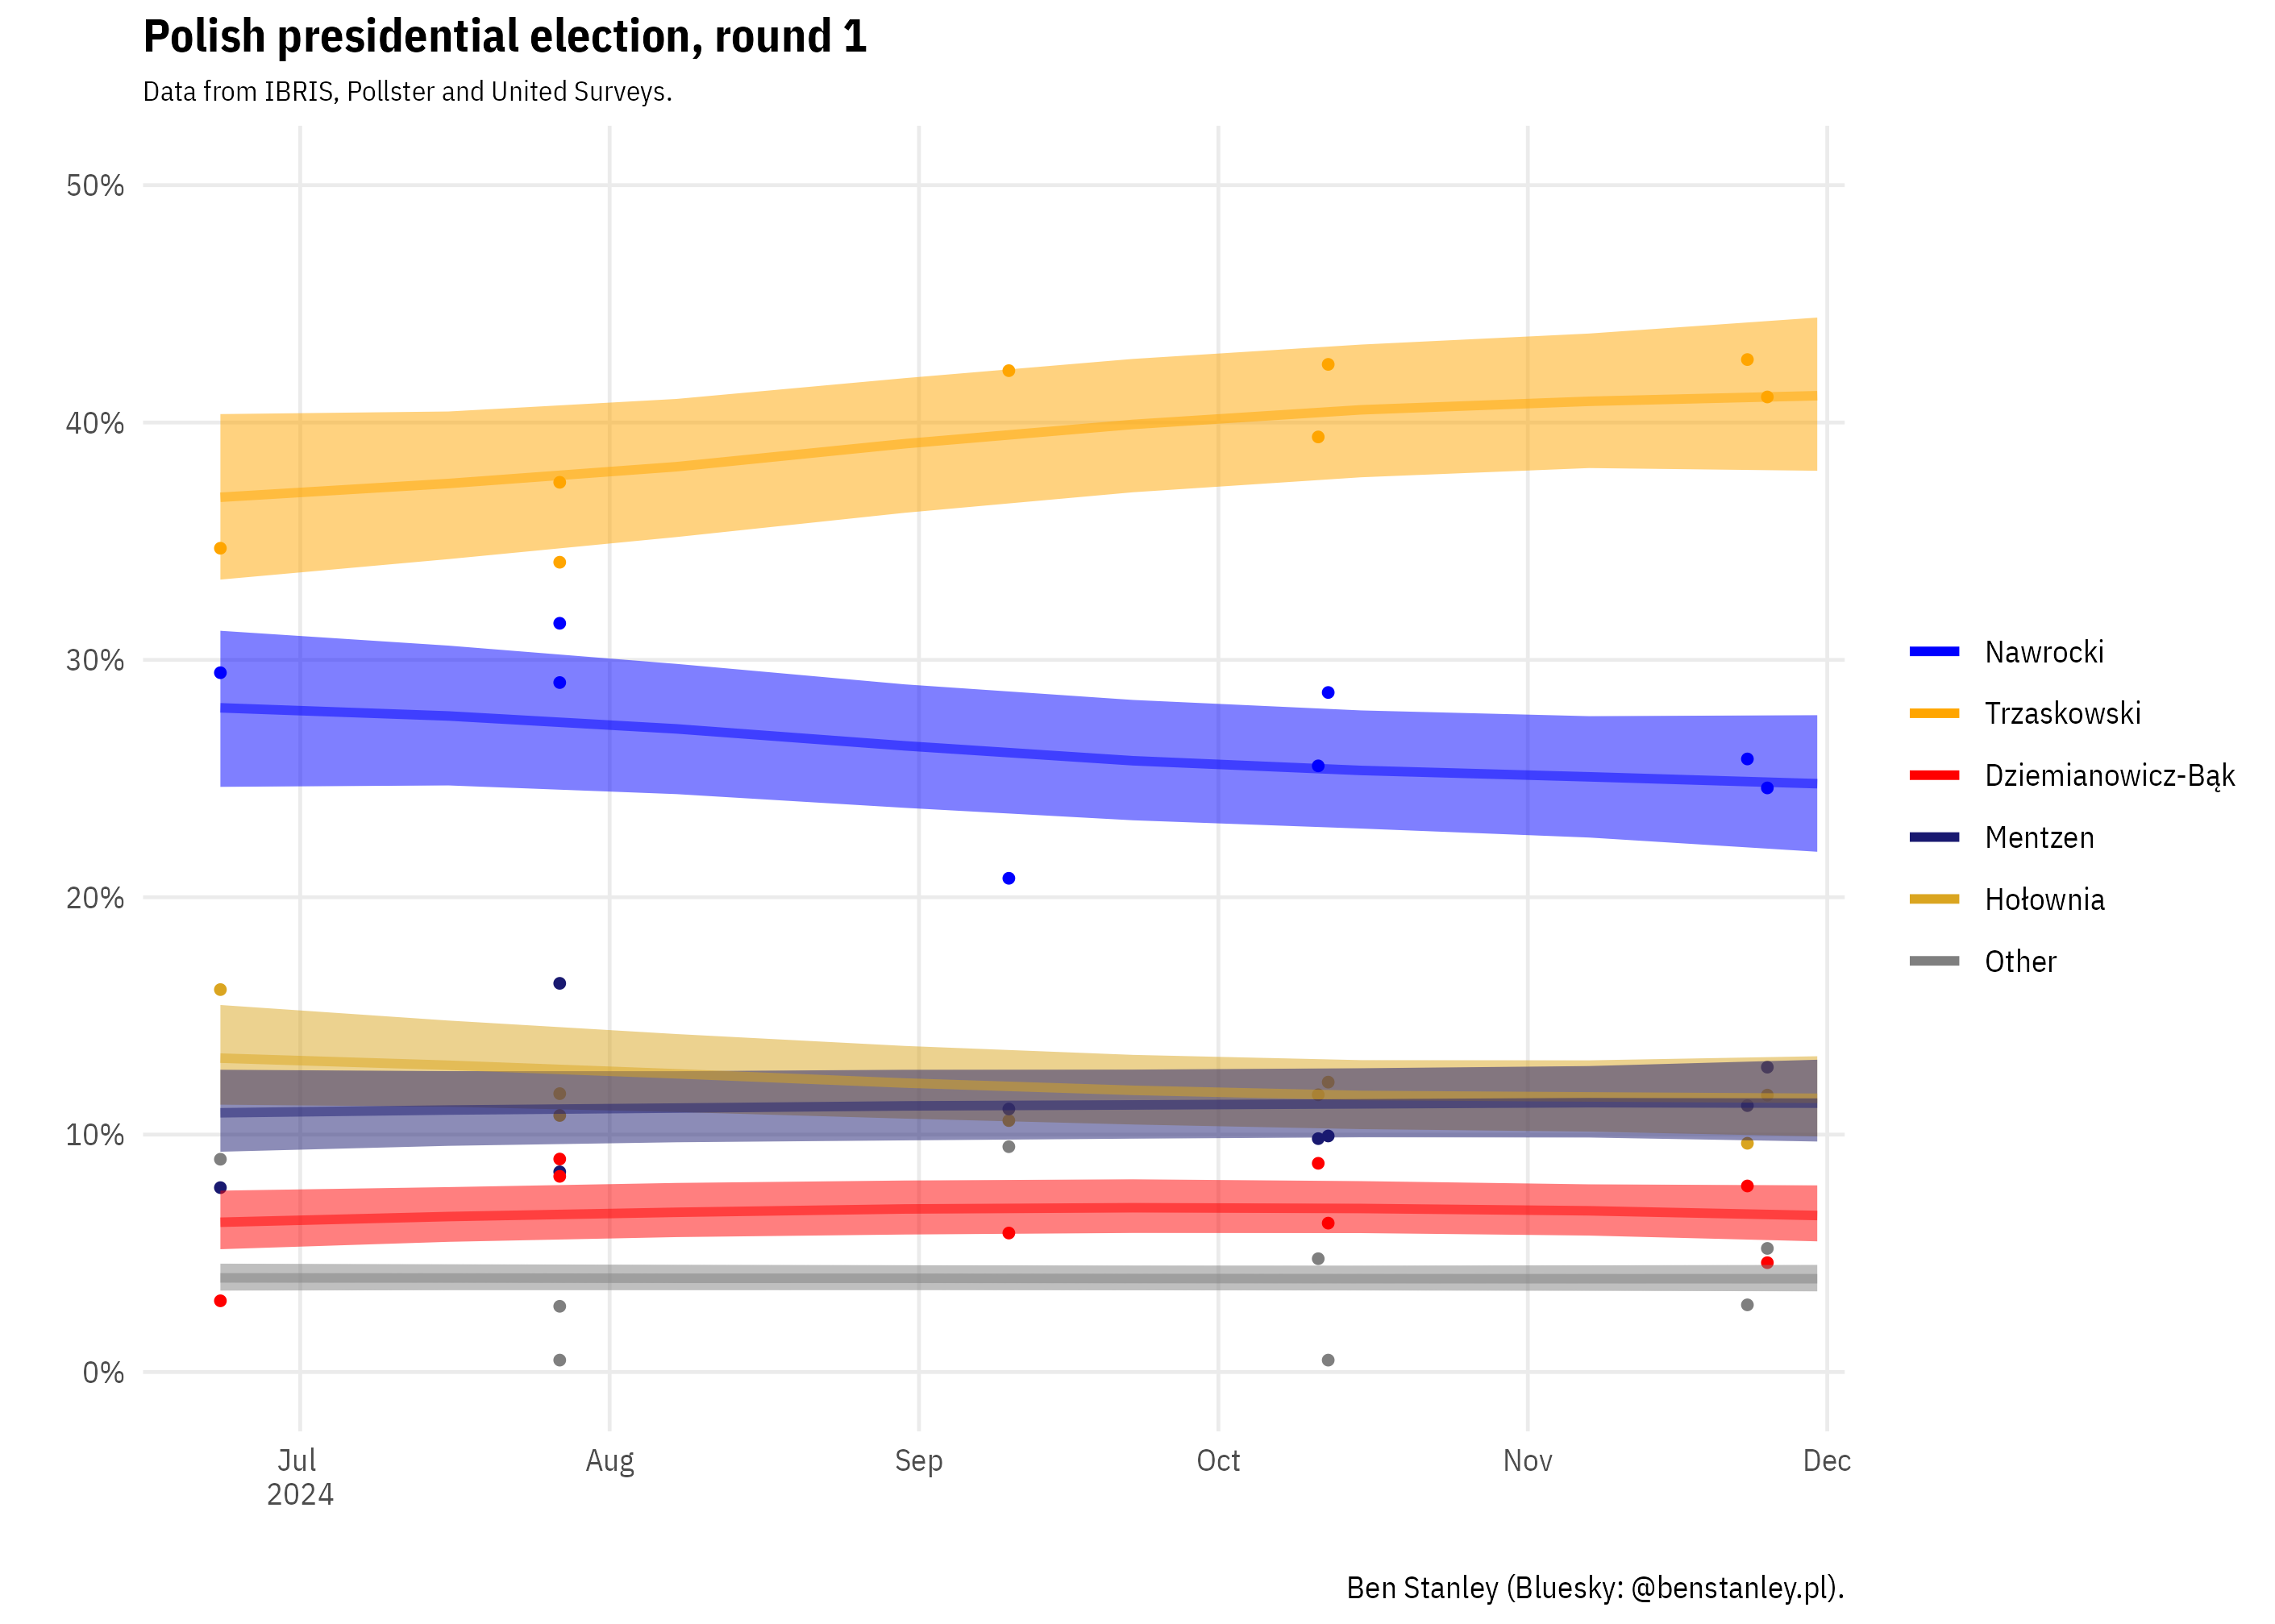 Polish presidential election, round 1
Data from IBRIS, Pollster and United Surveys.
50%
40%
30%
20%
10%
0%
Jul
2024
Aug
Sep
Oct
Nov
Dec
Nawrocki
Trzaskowski
Dziemianowicz-Bąk
Mentzen
Hołownia
Other
Ben Stanley (Bluesky: @benstanley.pl).